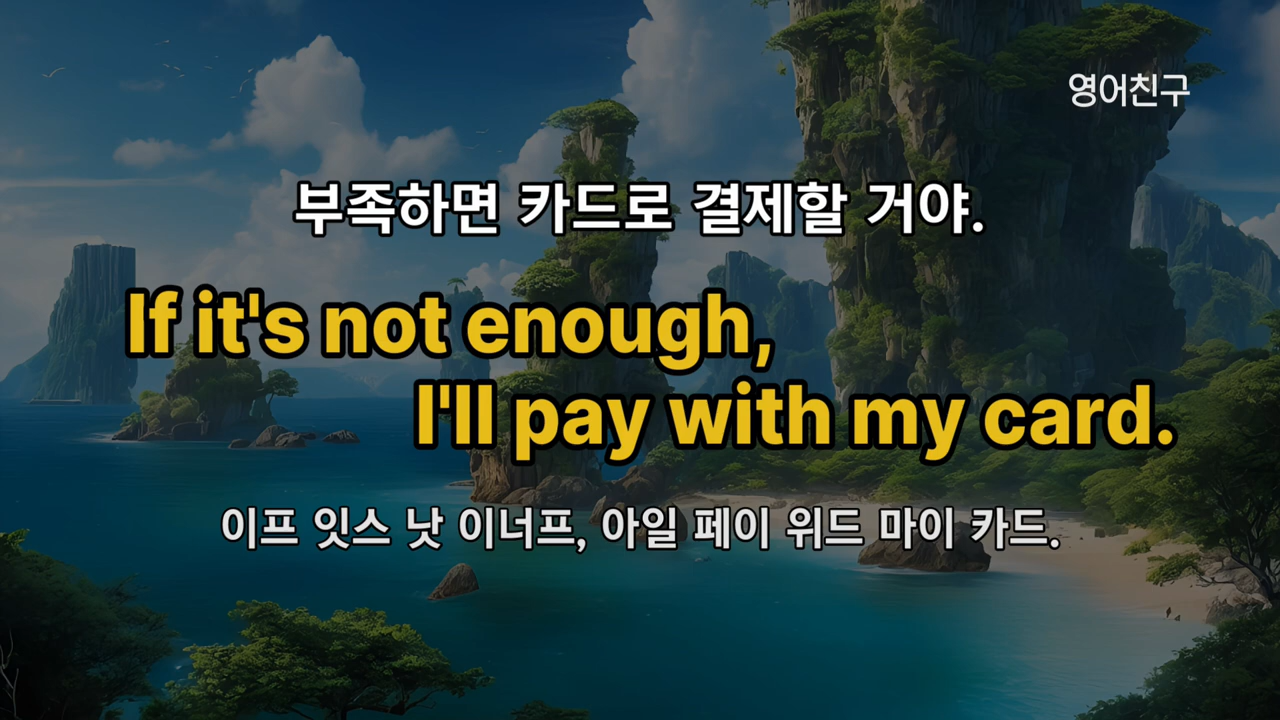 영어친구
부족하면 카드로 결제할 거야.
If it's not enough,
I'll pay with my card.
이프 잇스 낫 이너프, 아일 페이 위드 마이 카드.